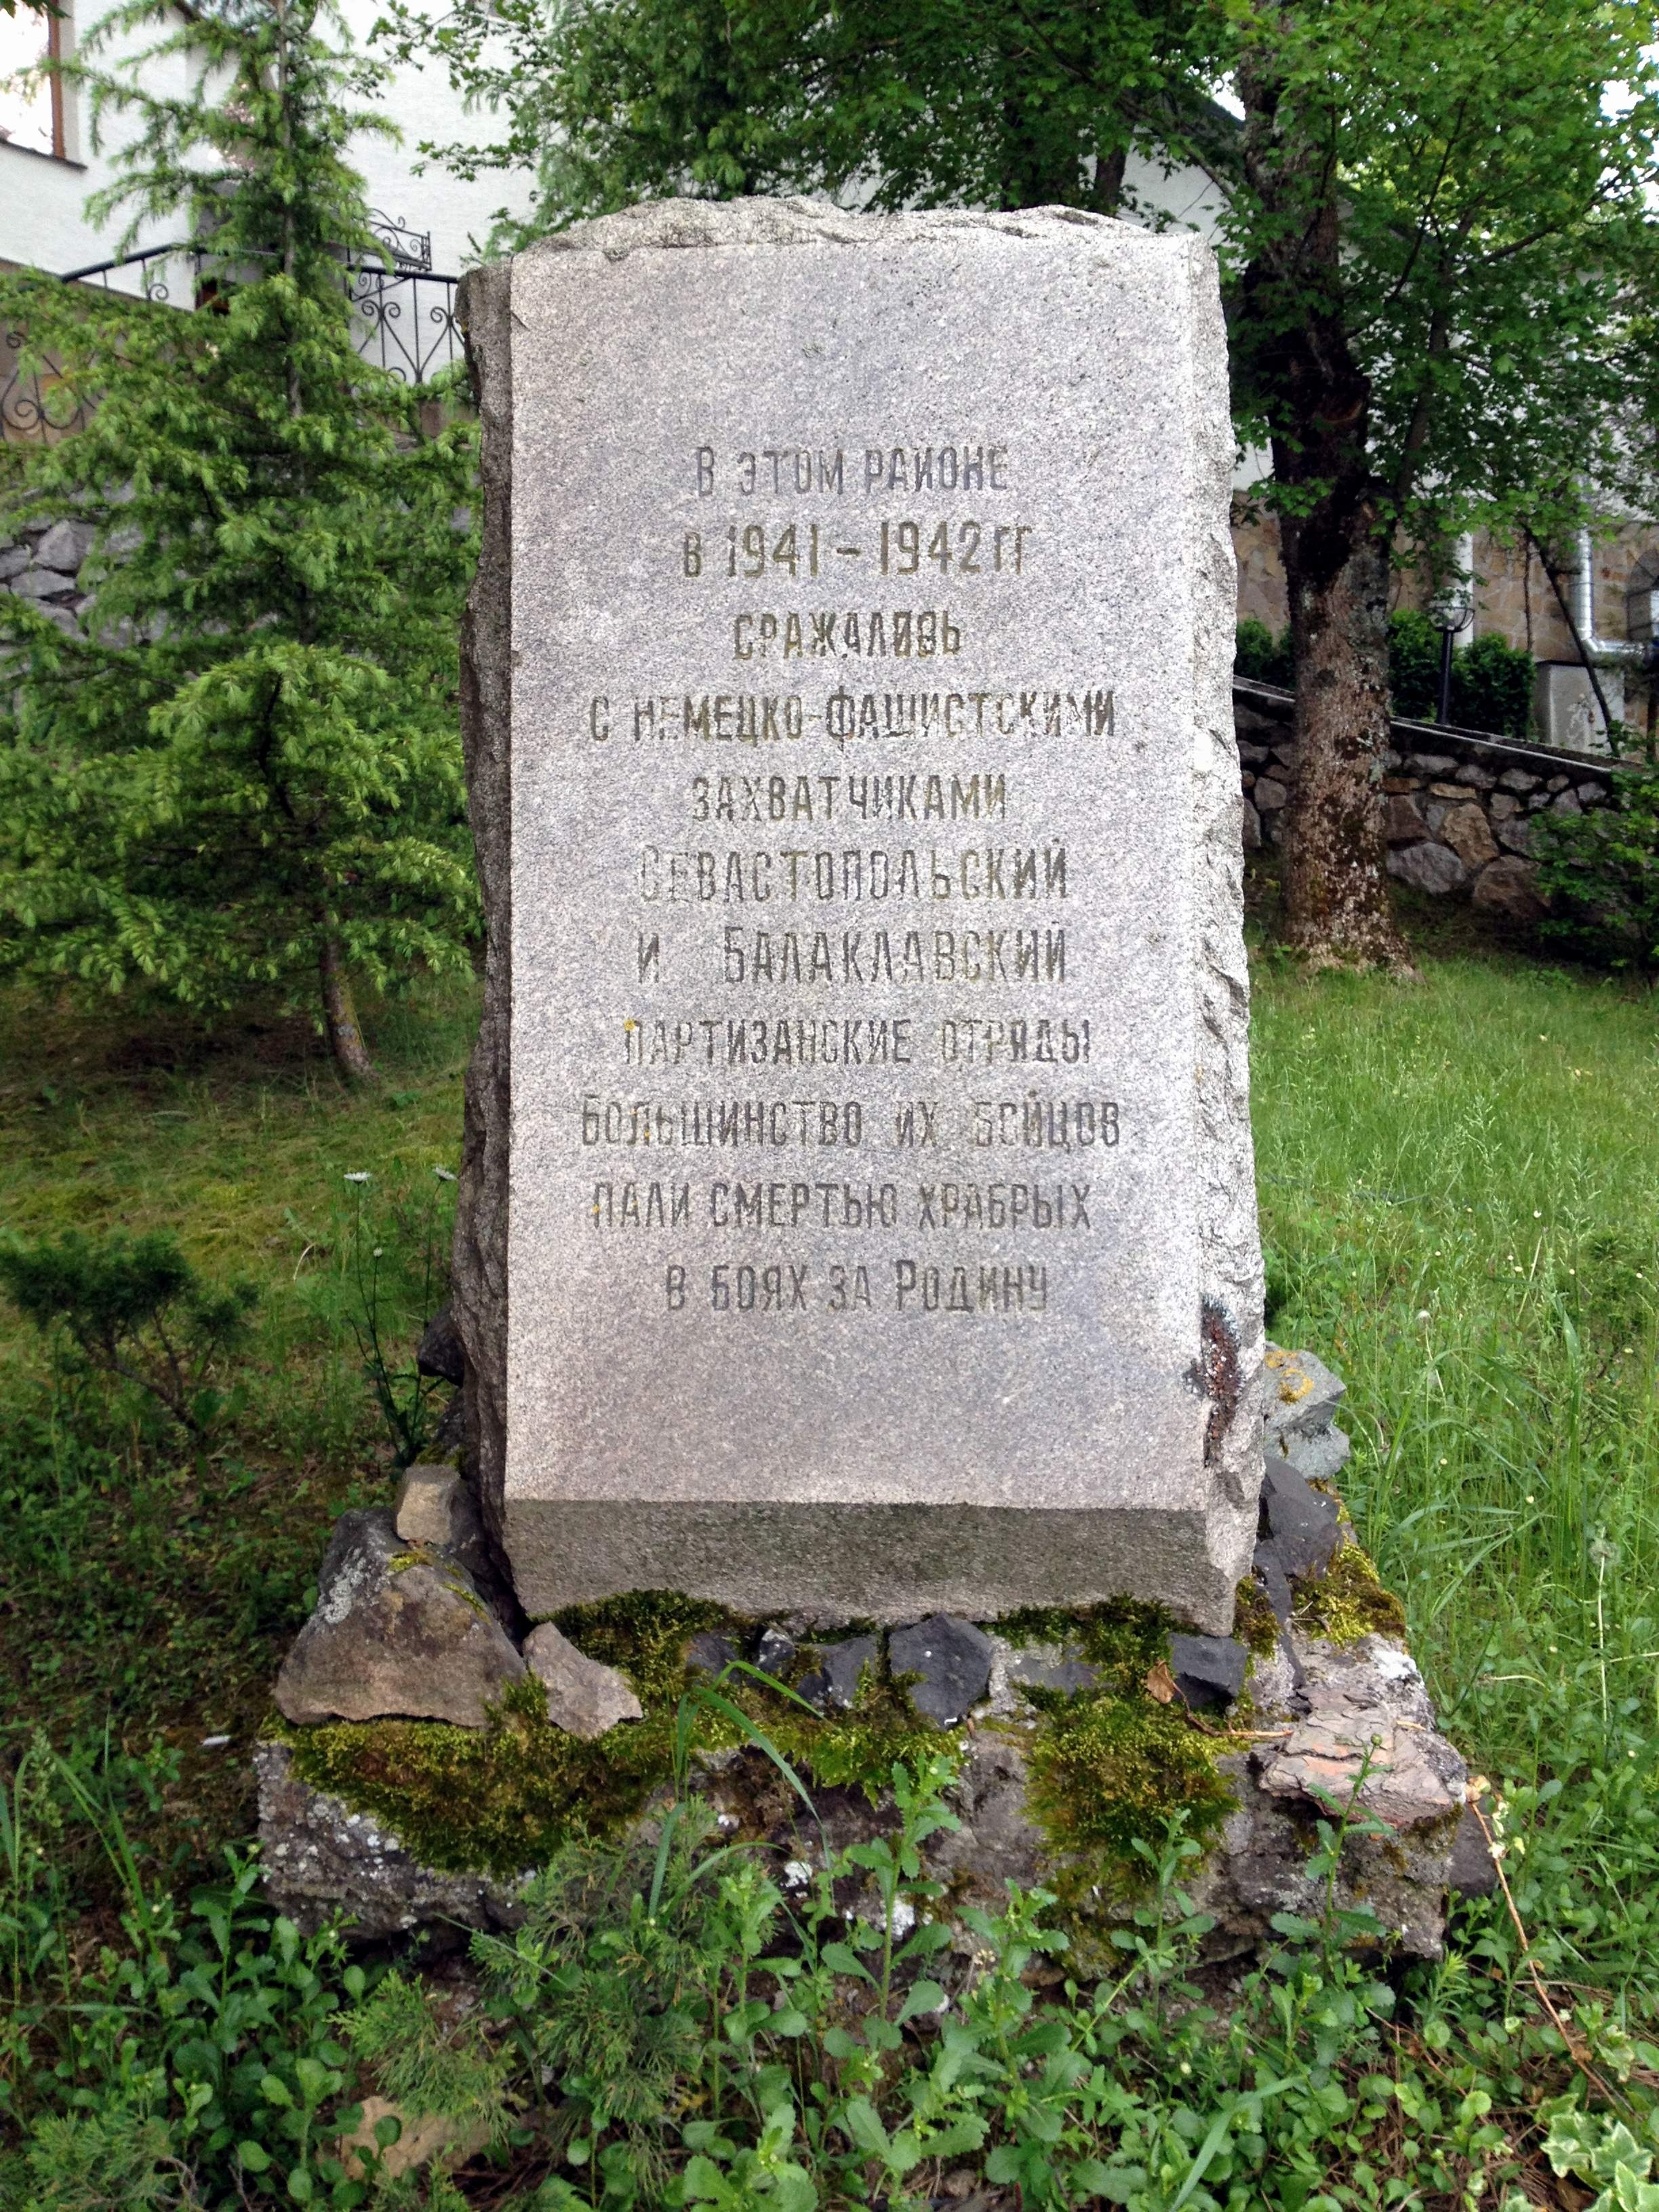 В ЭТОМ РАЙОНЕ
в 1941 – 1942 гг
СРАЖАЛИСЬ
С НЕМЕЦКО-ФАШИСТСКИМИ
ЗАХВАТЧИКАМИ
СЕВАСТОПОЛЬСКИЙ
И БАЛАКЛАВСКИЙ
ПАРТИЗАНСКИЕ ОТРЯДЫ
БОЛЬШИНСТВО ИХ БОЙЦОВ
ПАЛИ СМЕРТЬЮ ХРАБРЫХ
В БОЯХ ЗА РОДИНУ